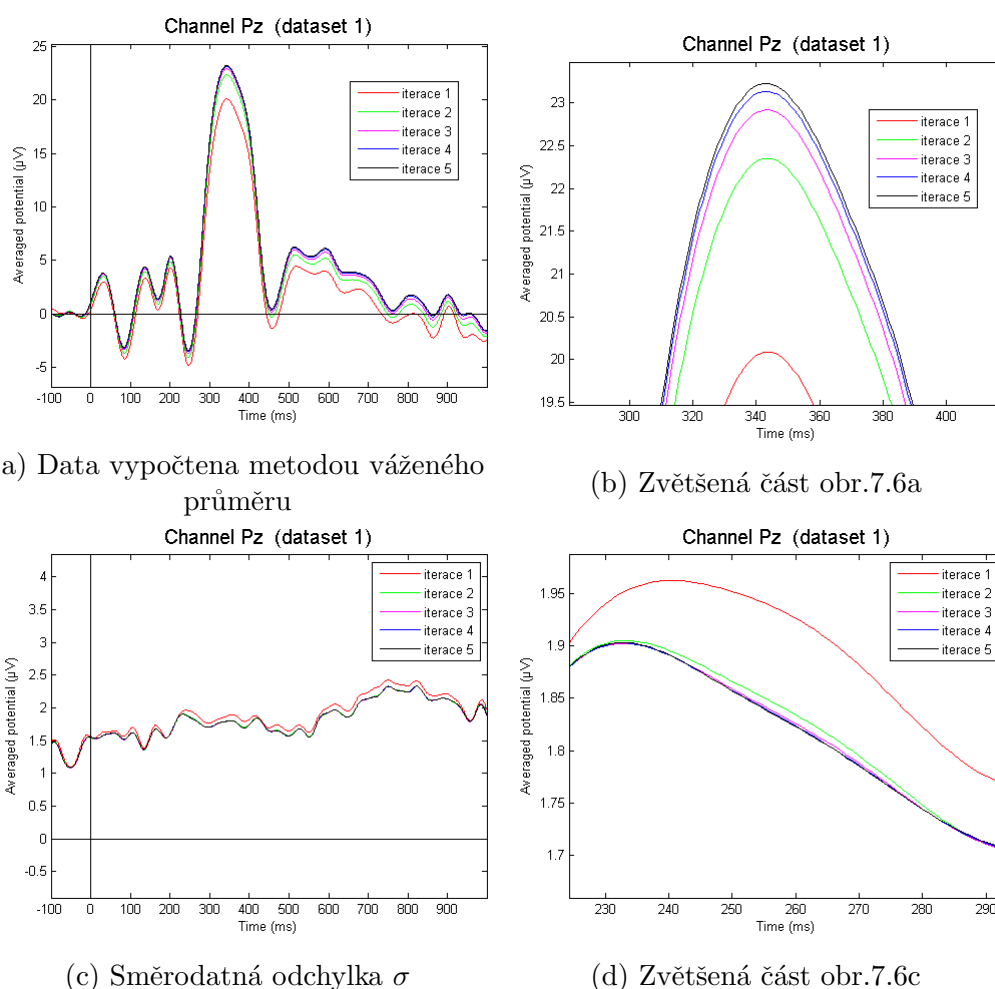 Channel Pz (dataset 1)
25
20
15
10
5
0
-5
Averaged potential (µV)
iterace 1
iterace 2
iterace 3
iterace 4
iterace 5
-100 0 100 200 300 400 500 600 700 800 900
Time (ms)
a) Data vypočtena metodou váženého
průměru
Channel Pz (dataset 1)
23
22.5
22
21.5
21
20.5
20
19.5
Averaged potential (µV)
iterace 1
iterace 2
iterace 3
iterace 4
iterace 5
300 320 340 360 380 400
Time (ms)
(b) Zvětšená část obr.7.6a
Channel Pz (dataset 1)
4
3.5
3
2.5
2
1.5
1
0.5
0
-0.5
Averaged potential (µV)
iterace 1
iterace 2
iterace 3
iterace 4
iterace 5
-100 0 100 200 300 400 500 600 700 800 900
Time (ms)
(c) Směrodatná odchylka σ
Channel Pz (dataset 1)
1.95
1.9
1.85
1.8
1.75
1.7
Averaged potential (µV)
iterace 1
iterace 2
iterace 3
iterace 4
iterace 5
230 240 250 260 270 280 290
Time (ms)
(d) Zvětšená část obr.7.6c